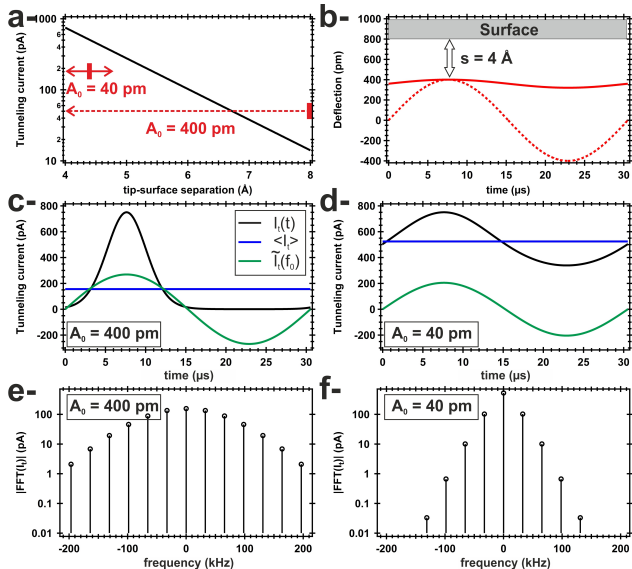 a-
1000
6
4
2
100
6
4
2
10
Tunneling current (pA)
A₀ = 40 pm
A₀ = 400 pm
4
5
6
7
8
tip-surface separation (Å)
b-
1000
800
600
400
200
0
-200
-400
Deflection (pm)
Surface
s = 4 Å
0
5
10
15
20
25
30
time (µs)
c-
800
600
400
200
0
-200
Tunneling current (pA)
Iₜ(t)
<Iₜ>
Ĩₜ(f₀)
A₀ = 400 pm
0
5
10
15
20
25
30
time (µs)
d-
800
600
400
200
0
-200
Tunneling current (pA)
A₀ = 40 pm
0
5
10
15
20
25
30
time (µs)
e-
A₀ = 400 pm
100
10
1
0.1
0.01
|FFT(Iₜ)| (pA)
-200
-100
0
100
200
frequency (kHz)
f-
A₀ = 40 pm
100
10
1
0.1
0.01
|FFT(Iₜ)| (pA)
-200
-100
0
100
200
frequency (kHz)